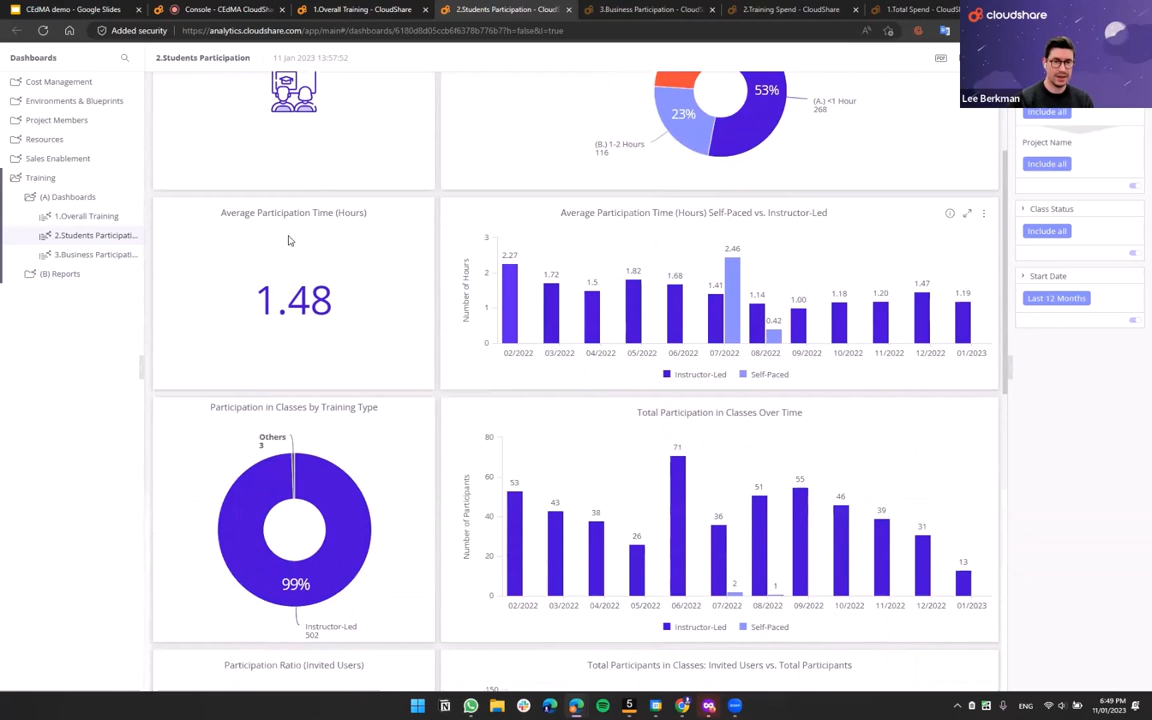 CEdMA demo - Google Slides
Console - CEdMA CloudSh
1.Overall Training - CloudShare
2.Students Participation - Cloud
3.Business Participation - Cloud
2.Training Spend - CloudShare
1.Total Spend - CloudSh
Added security
https://analytics.cloudshare.com/app/main#/dashboards/6180d8d05ccb6f6378b776b7?h=false&l=true
cloudshare
Lee Berkman
Dashboards
2.Students Participation
11 Jan 2023 13:57:52
PDF
Cost Management
Environments & Blueprints
Project Members
Resources
Sales Enablement
Training
(A) Dashboards
1.Overall Training
2.Students Participati...
3.Business Participati...
(B) Reports
53%
(A.) <1 Hour
268
23%
(B.) 1-2 Hours
116
Include all
Project Name
Include all
Class Status
Include all
Start Date
Last 12 Months
Average Participation Time (Hours)
1.48
Average Participation Time (Hours) Self-Paced vs. Instructor-Led
Number of Hours
3
2
1
0
2.27
1.72
1.5
1.82
1.68
1.41
2.46
1.14
0.42
1.00
1.18
1.20
1.47
1.19
02/2022
03/2022
04/2022
05/2022
06/2022
07/2022
08/2022
09/2022
10/2022
11/2022
12/2022
01/2023
Instructor-Led
Self-Paced
Participation in Classes by Training Type
Others
3
99%
Instructor-Led
502
Total Participation in Classes Over Time
Number of Participants
80
60
40
20
0
53
43
38
26
71
36
2
51
1
55
46
39
31
13
02/2022
03/2022
04/2022
05/2022
06/2022
07/2022
08/2022
09/2022
10/2022
11/2022
12/2022
01/2023
Instructor-Led
Self-Paced
Participation Ratio (Invited Users)
Total Participants in Classes: Invited Users vs. Total Participants
150
ENG
6:49 PM
11/01/2023